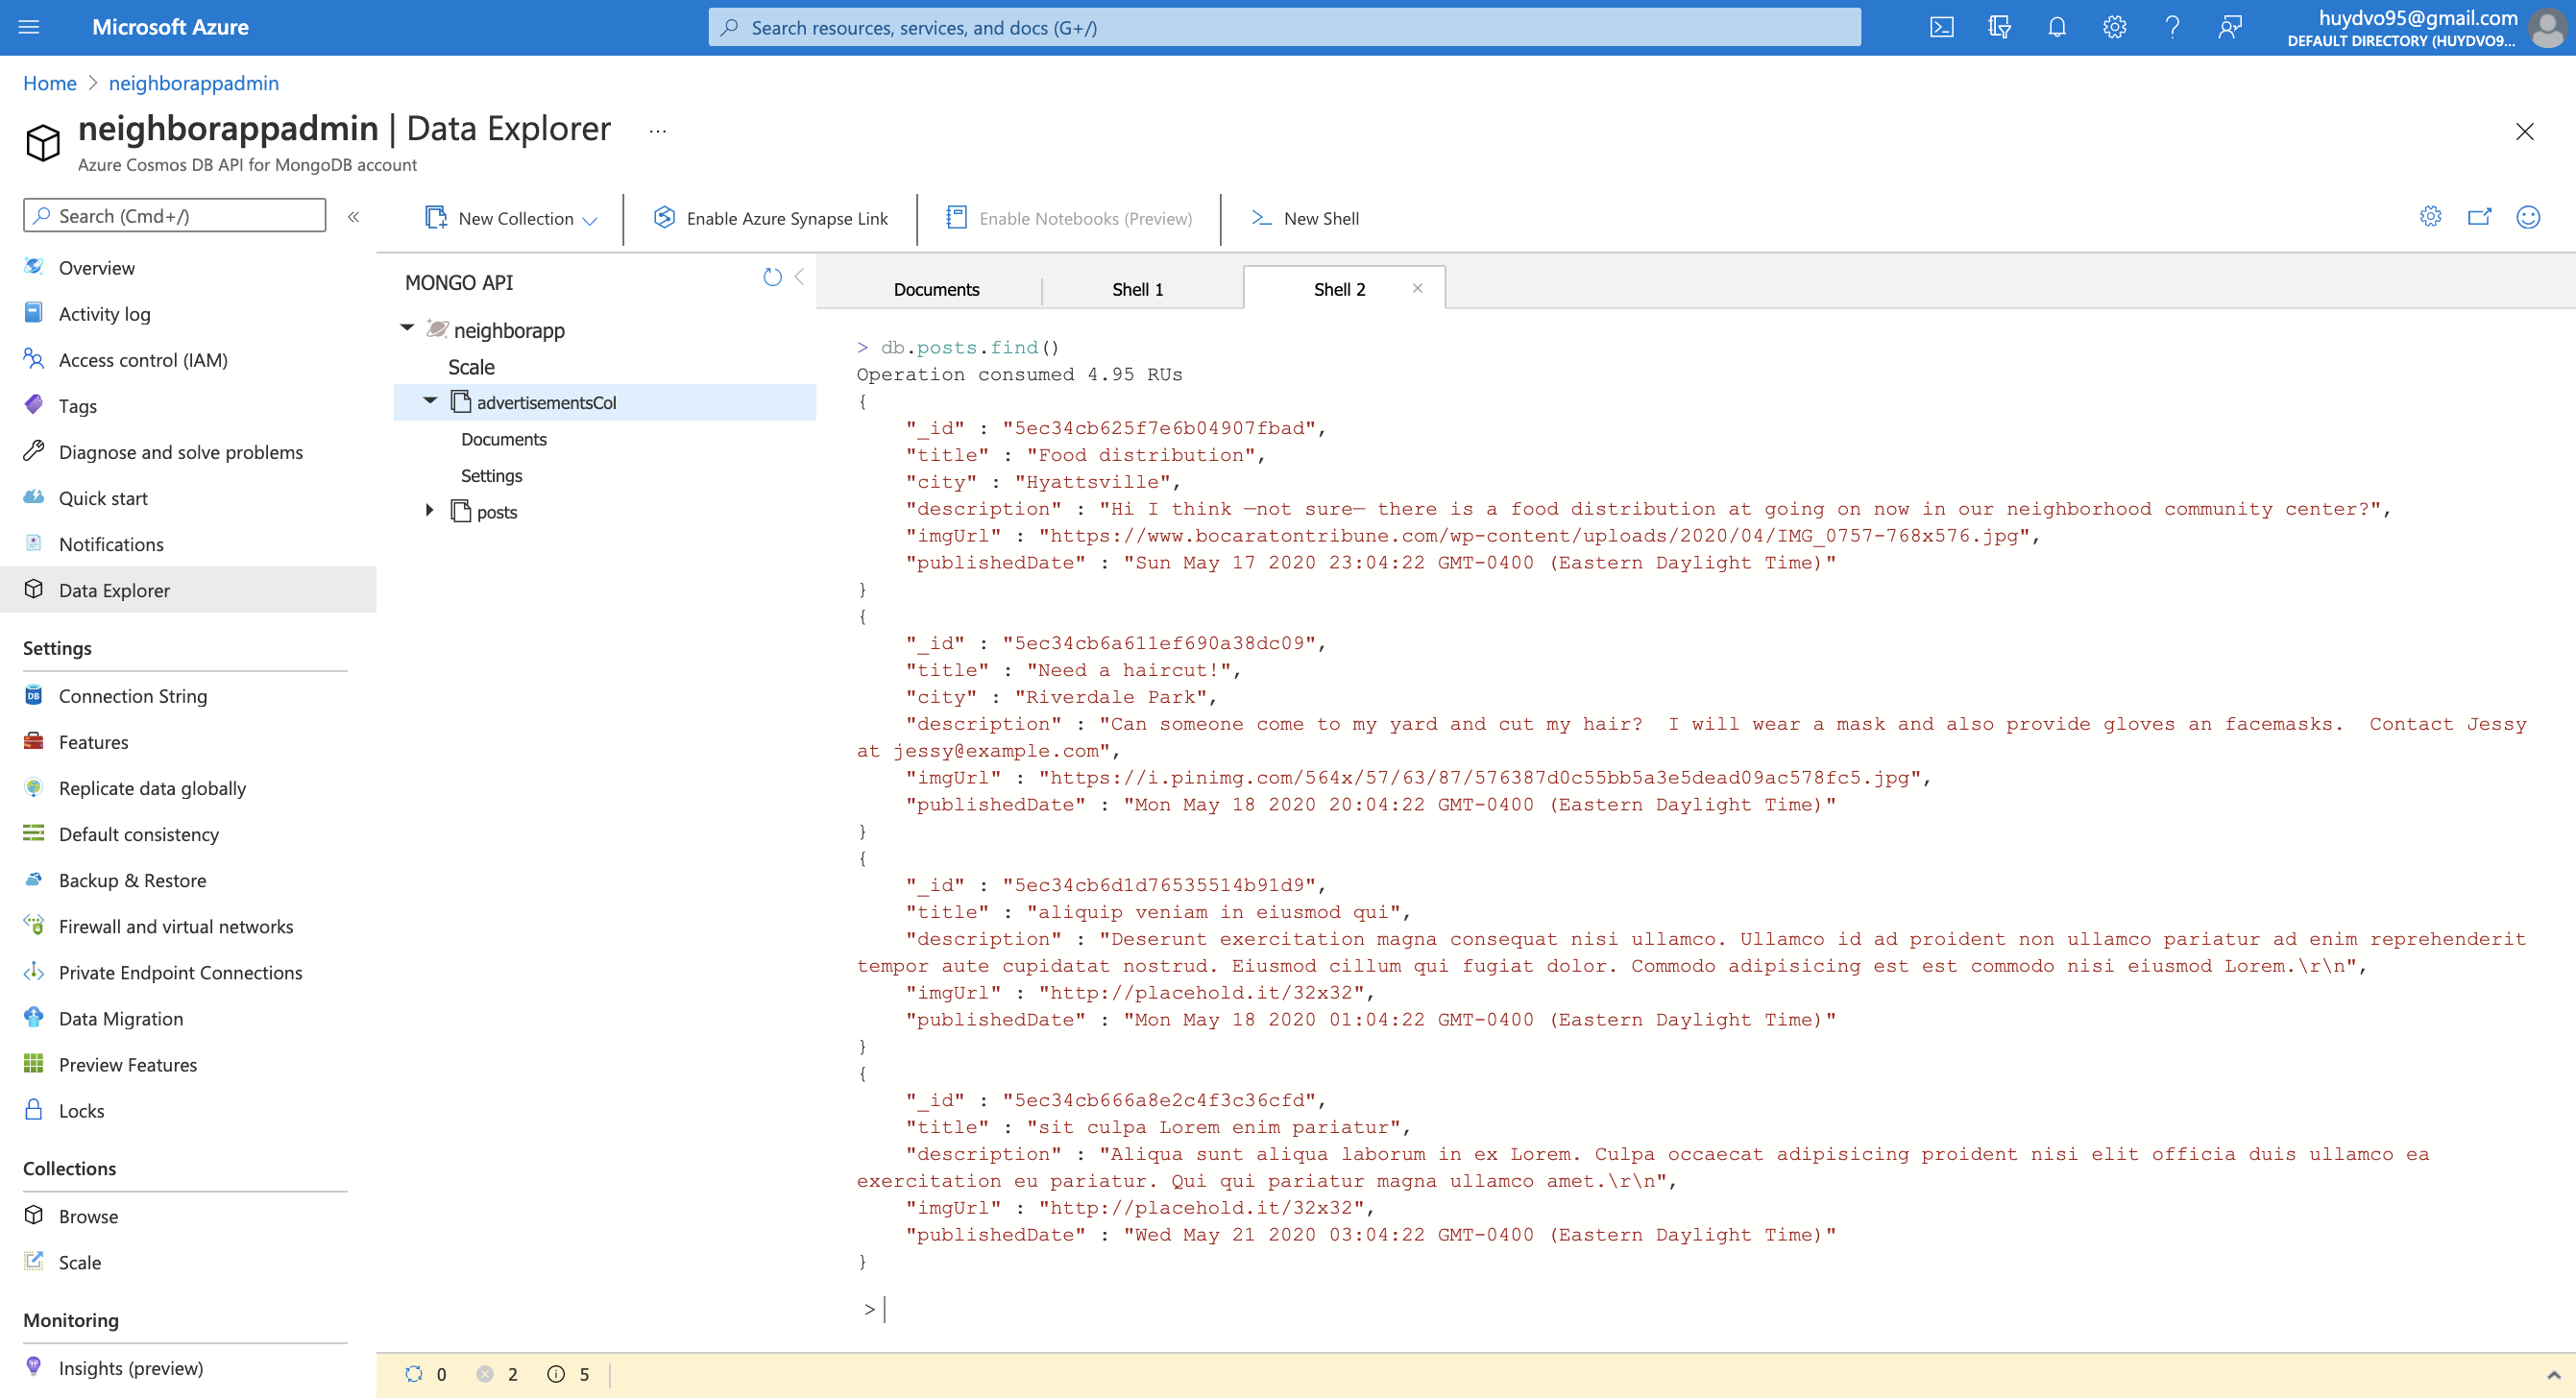 Microsoft Azure
Search resources, services, and docs (G+/)
huydvo95@gmail.com
DEFAULT DIRECTORY (HUYDVO9...
Home > neighborappadmin
neighborappadmin | Data Explorer ...
Azure Cosmos DB API for MongoDB account
Search (Cmd+/)
«
Overview
Activity log
Access control (IAM)
Tags
Diagnose and solve problems
Quick start
Notifications
Data Explorer
Settings
Connection String
Features
Replicate data globally
Default consistency
Backup & Restore
Firewall and virtual networks
Private Endpoint Connections
Data Migration
Preview Features
Locks
Collections
Browse
Scale
Monitoring
Insights (preview)
New Collection
Enable Azure Synapse Link
Enable Notebooks (Preview)
New Shell
MONGO API
neighborapp
Scale
advertisementsCol
Documents
Settings
posts
Documents
Shell 1
Shell 2
> db.posts.find()
Operation consumed 4.95 RUs
{
"_id" : "5ec34cb625f7e6b04907fbad",
"title" : "Food distribution",
"city" : "Hyattsville",
"description" : "Hi I think —not sure— there is a food distribution at going on now in our neighborhood community center?",
"imgUrl" : "https://www.bocaratontribune.com/wp-content/uploads/2020/04/IMG_0757-768x576.jpg",
"publishedDate" : "Sun May 17 2020 23:04:22 GMT-0400 (Eastern Daylight Time)"
}
{
"_id" : "5ec34cb6a611ef690a38dc09",
"title" : "Need a haircut!",
"city" : "Riverdale Park",
"description" : "Can someone come to my yard and cut my hair?  I will wear a mask and also provide gloves an facemasks.  Contact Jessy
at jessy@example.com",
"imgUrl" : "https://i.pinimg.com/564x/57/63/87/576387d0c55bb5a3e5dead09ac578fc5.jpg",
"publishedDate" : "Mon May 18 2020 20:04:22 GMT-0400 (Eastern Daylight Time)"
}
{
"_id" : "5ec34cb6d1d76535514b91d9",
"title" : "aliquip veniam in eiusmod qui",
"description" : "Deserunt exercitation magna consequat nisi ullamco. Ullamco id ad proident non ullamco pariatur ad enim reprehenderit
tempor aute cupidatat nostrud. Eiusmod cillum qui fugiat dolor. Commodo adipisicing est est commodo nisi eiusmod Lorem.\r\n",
"imgUrl" : "http://placehold.it/32x32",
"publishedDate" : "Mon May 18 2020 01:04:22 GMT-0400 (Eastern Daylight Time)"
}
{
"_id" : "5ec34cb666a8e2c4f3c36cfd",
"title" : "sit culpa Lorem enim pariatur",
"description" : "Aliqua sunt aliqua laborum in ex Lorem. Culpa occaecat adipisicing proident nisi elit officia duis ullamco ea
exercitation eu pariatur. Qui qui pariatur magna ullamco amet.\r\n",
"imgUrl" : "http://placehold.it/32x32",
"publishedDate" : "Wed May 21 2020 03:04:22 GMT-0400 (Eastern Daylight Time)"
}
>
0 2 5